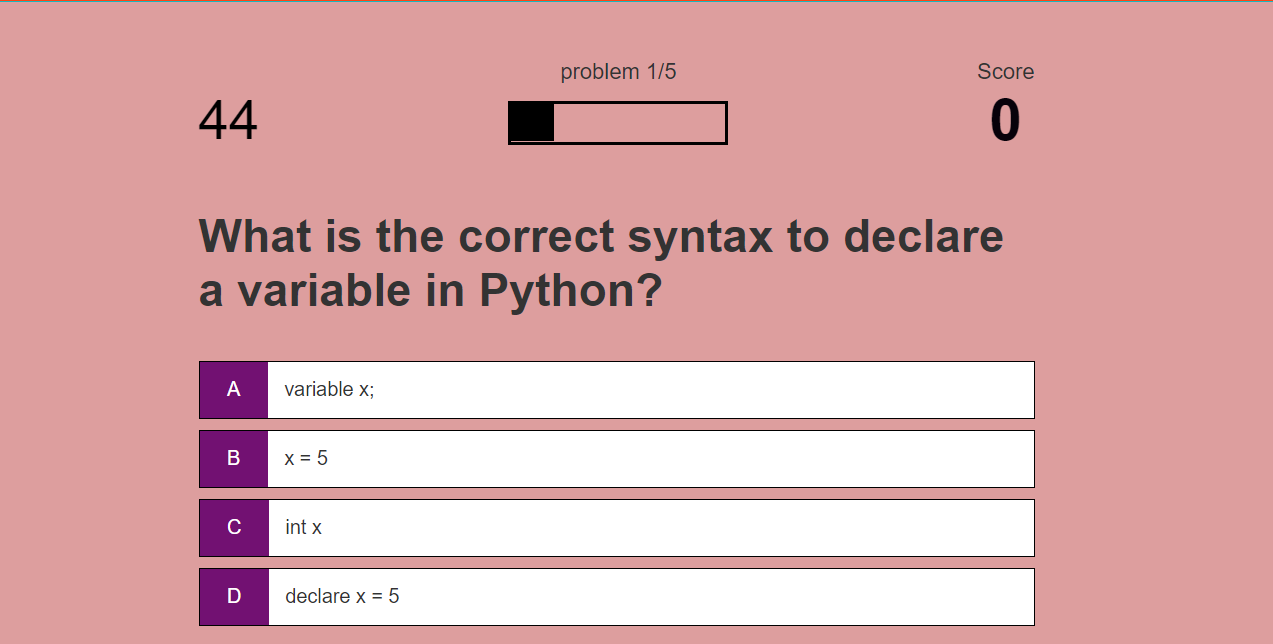 problem 1/5
Score
44
0
What is the correct syntax to declare
a variable in Python?
A variable x;
B x = 5
C int x
D declare x = 5